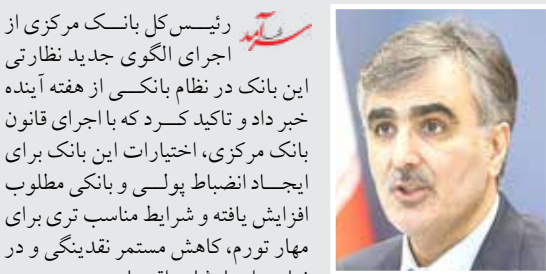 سرآمد
رئیس‌کل بانک مرکزی از
اجرای الگوی جدید نظارتی
این بانک در نظام بانکی از هفته آینده
خبر داد و تاکید کرد که با اجرای قانون
بانک مرکزی، اختیارات این بانک برای
ایجاد انضباط پولی و بانکی مطلوب
افزایش یافته و شرایط مناسب تری برای
مهار تورم، کاهش مستمر نقدینگی و در